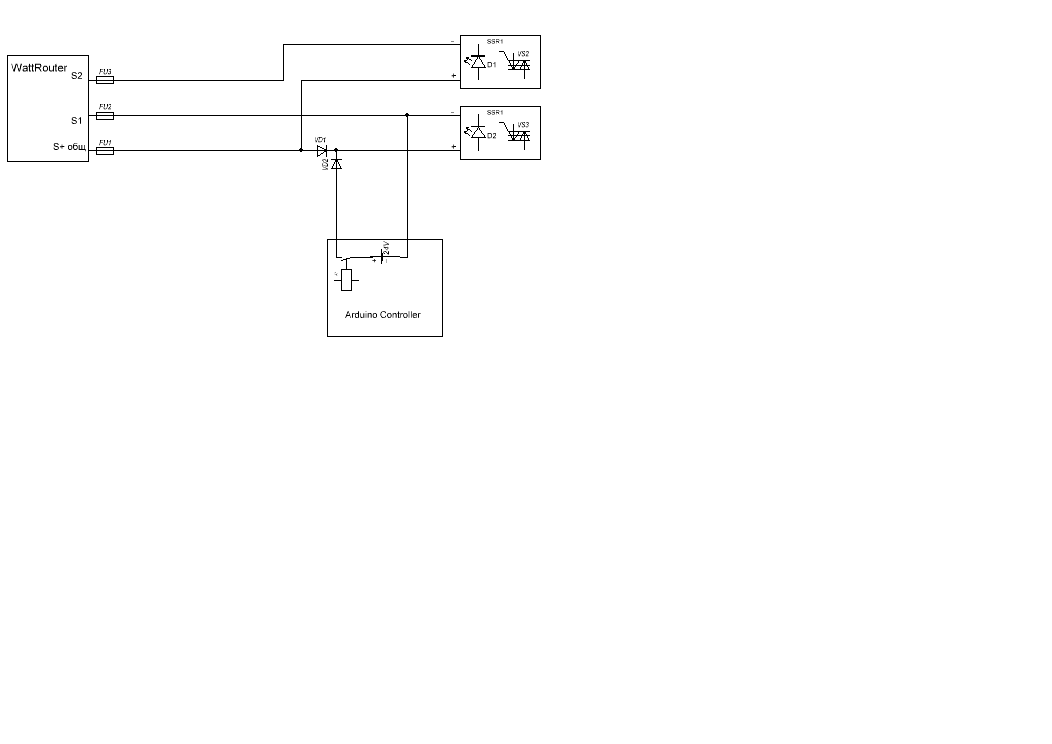 SSR1
VS2
D1
−
+
WattRouter
S2
FU3
FU2
S1
SSR1
VS3
D2
−
+
S+ общ
FU1
VD1
VD2
24V
+
-
Arduino Controller